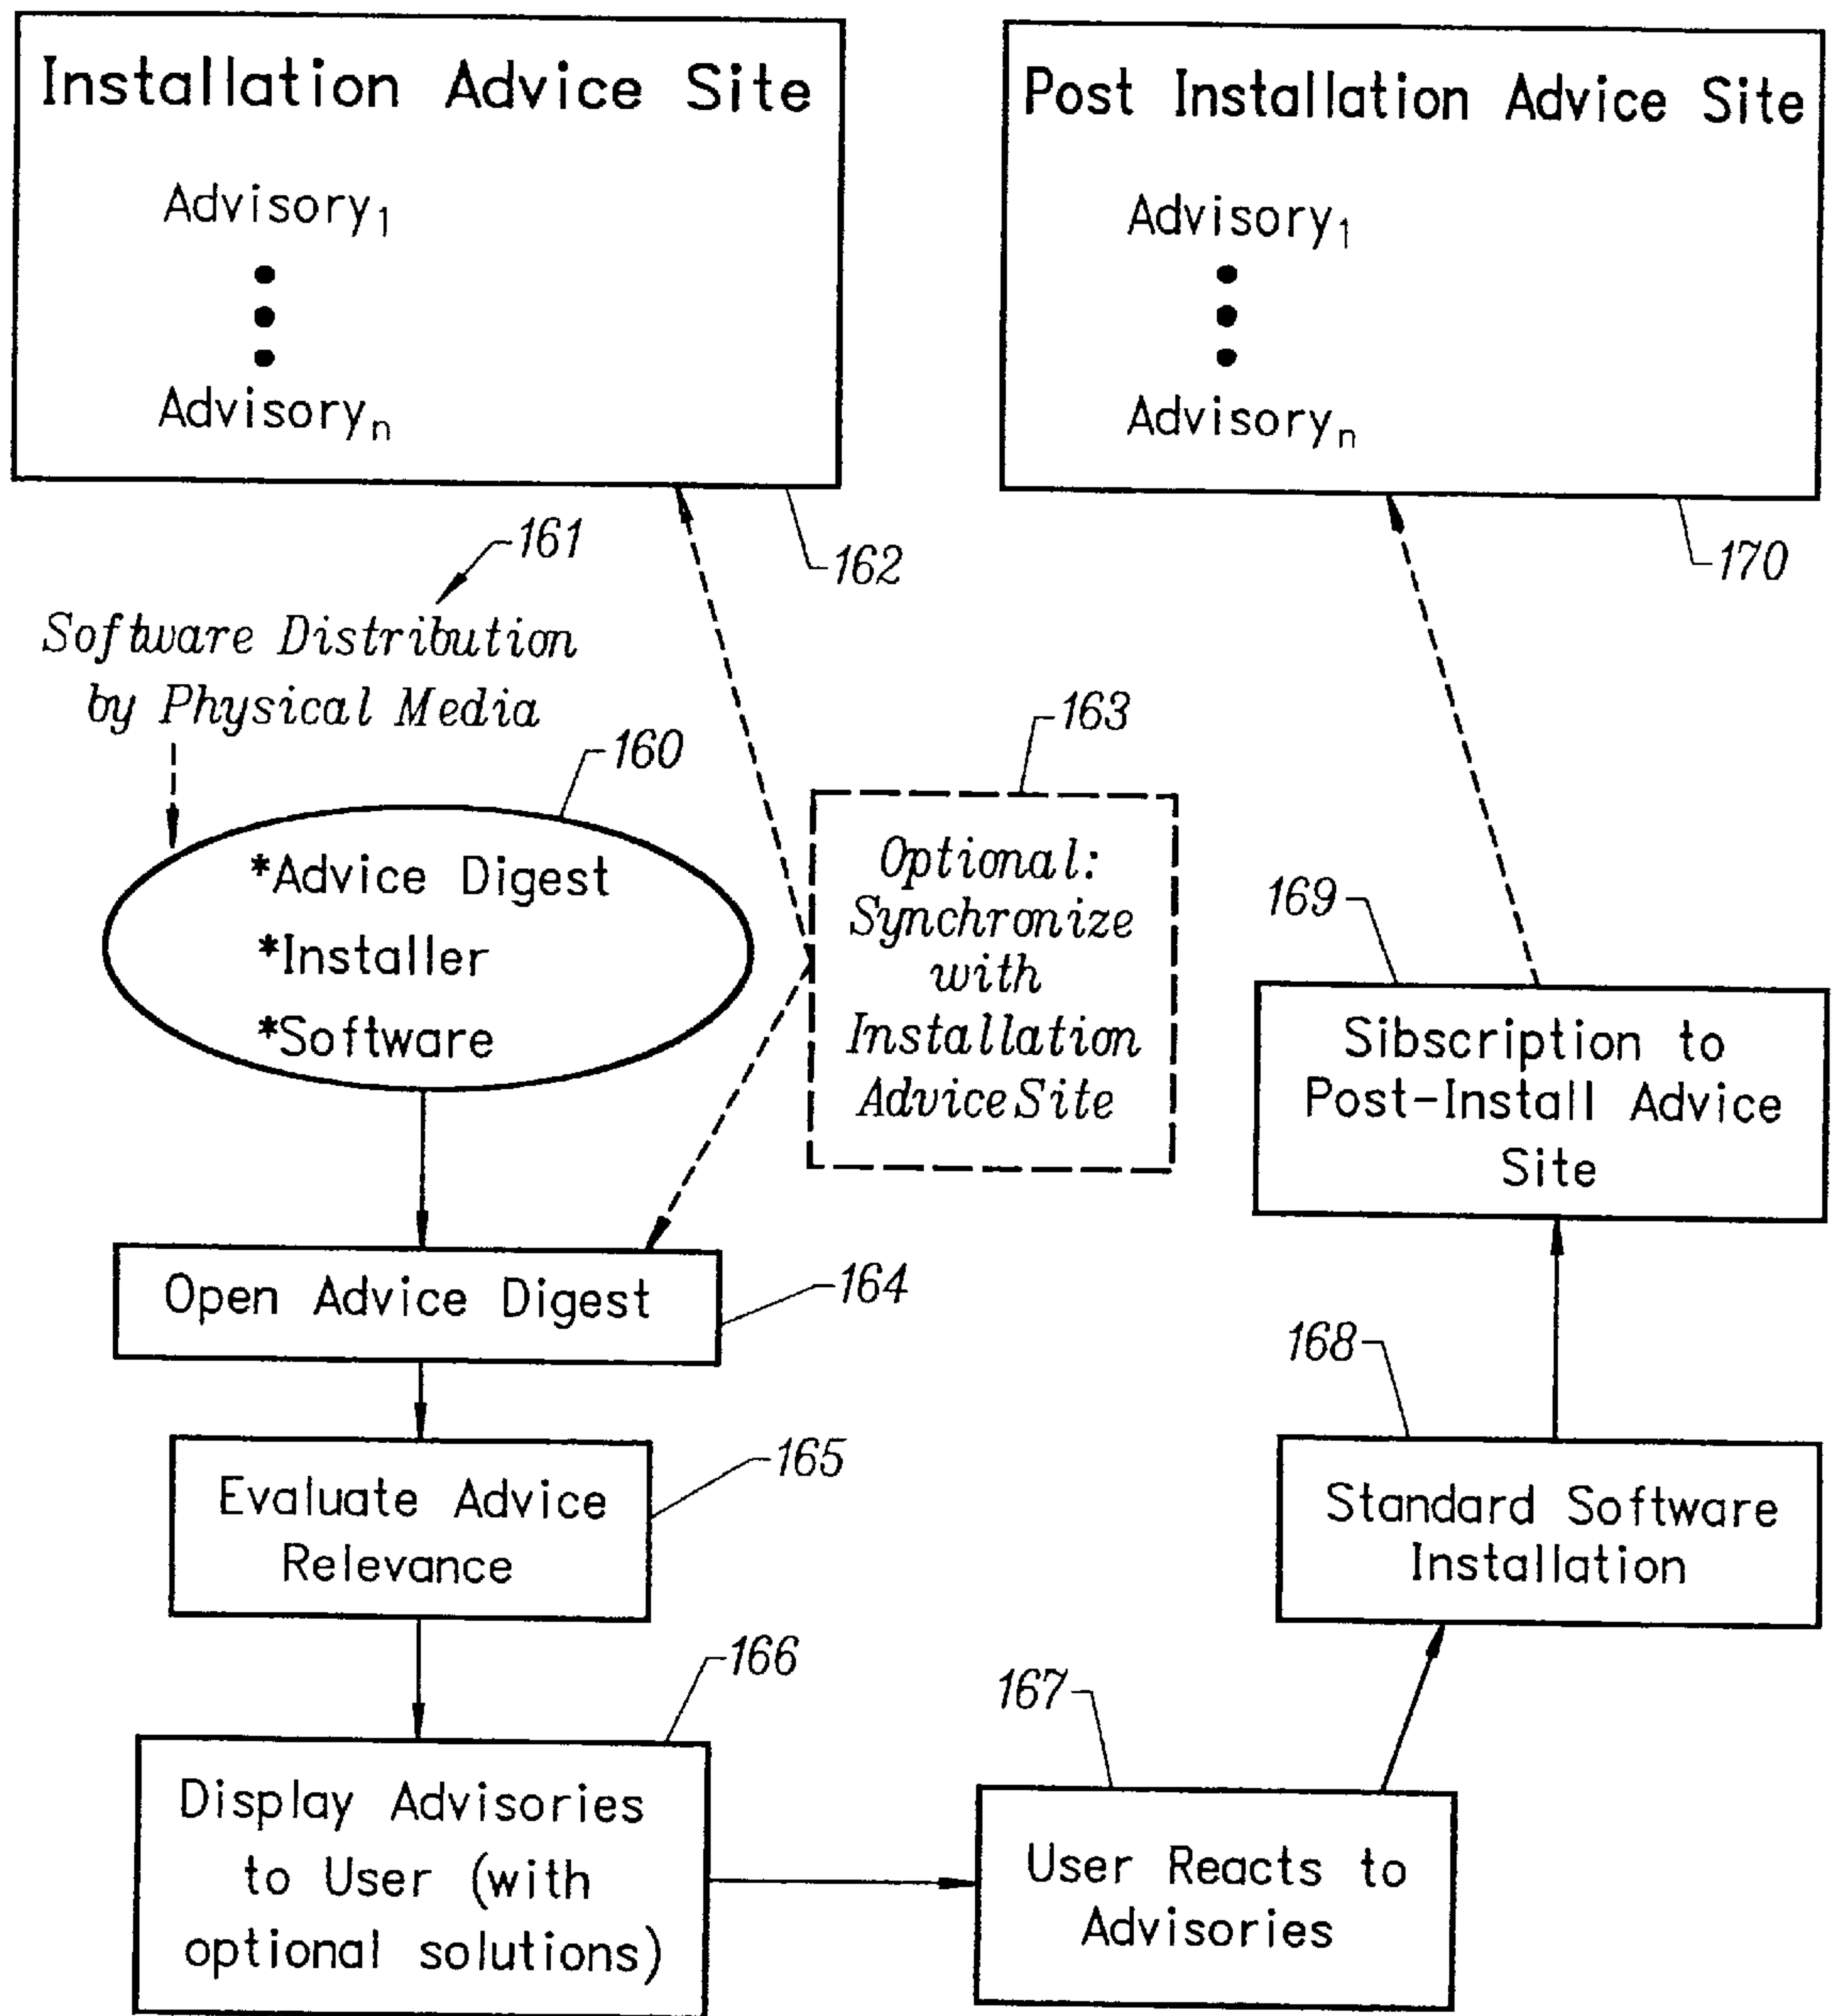 Installation Advice Site
Advisory1
Advisoryn
162
Post Installation Advice Site
Advisory1
Advisoryn
170
161
Software Distribution
by Physical Media
160
*Advice Digest
*Installer
*Software
163
Optional:
Synchronize
with
Installation
Advice Site
Open Advice Digest
164
Evaluate Advice
Relevance
165
166
Display Advisories
to User (with
optional solutions)
167
User Reacts to
Advisories
168
Standard Software
Installation
169
Sibscription to
Post-Install Advice
Site